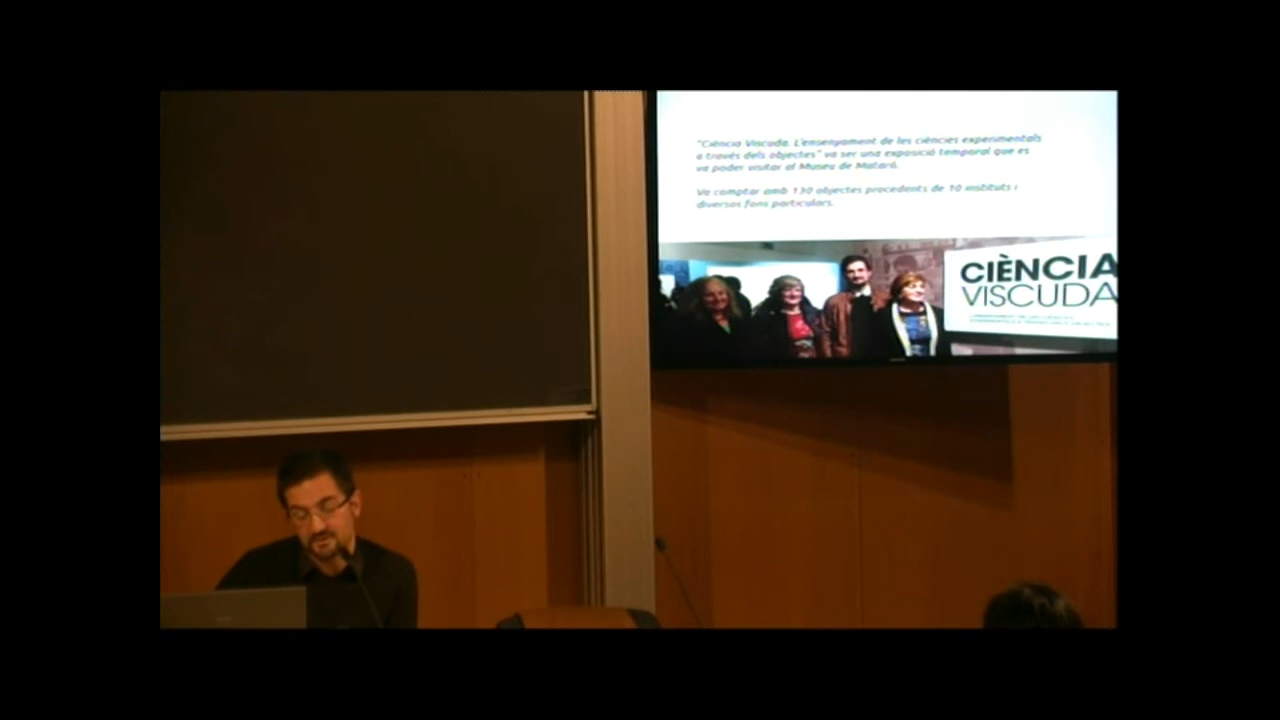 "Ciència Viscuda. L'ensenyament de les ciències experimentals
a través dels objectes" va ser una exposició temporal que es
va poder visitar al Museu de Mataró.
Va comptar amb 130 objectes procedents de 10 instituts i
diversos fons particulars.
CIÈNCIA
VISCUDA